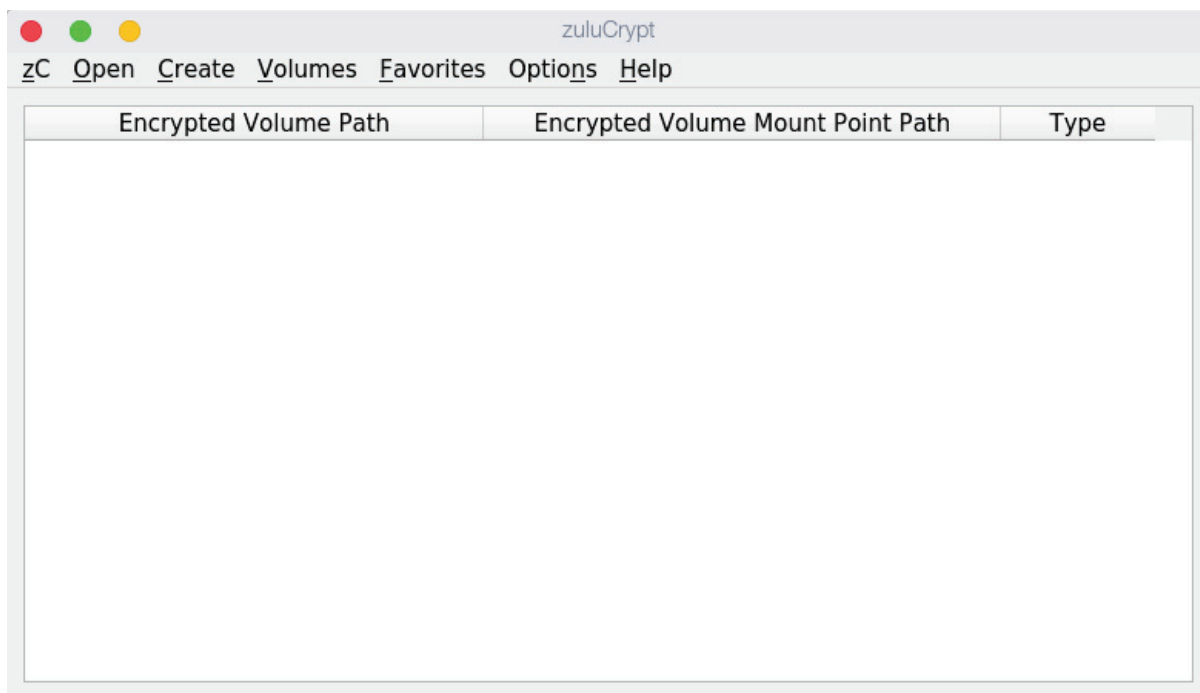 zuluCrypt
zC Open Create Volumes Favorites Options Help
Encrypted Volume Path Encrypted Volume Mount Point Path Type